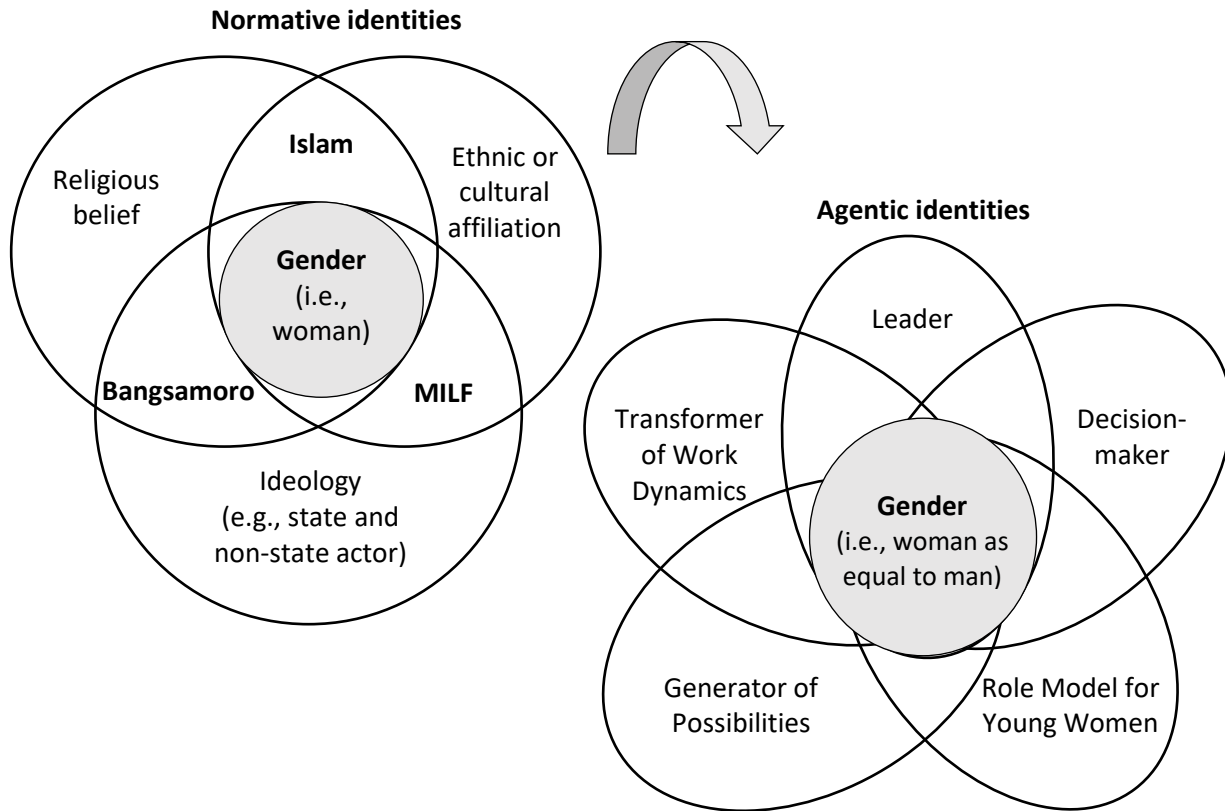 Normative identities
Islam
Religious
belief
Ethnic or
cultural
affiliation
Gender
(i.e.,
woman)
Bangsamoro
MILF
Ideology
(e.g., state and
non-state actor)
Agentic identities
Leader
Transformer
of Work
Dynamics
Decision-
maker
Gender
(i.e., woman as
equal to man)
Generator of
Possibilities
Role Model for
Young Women